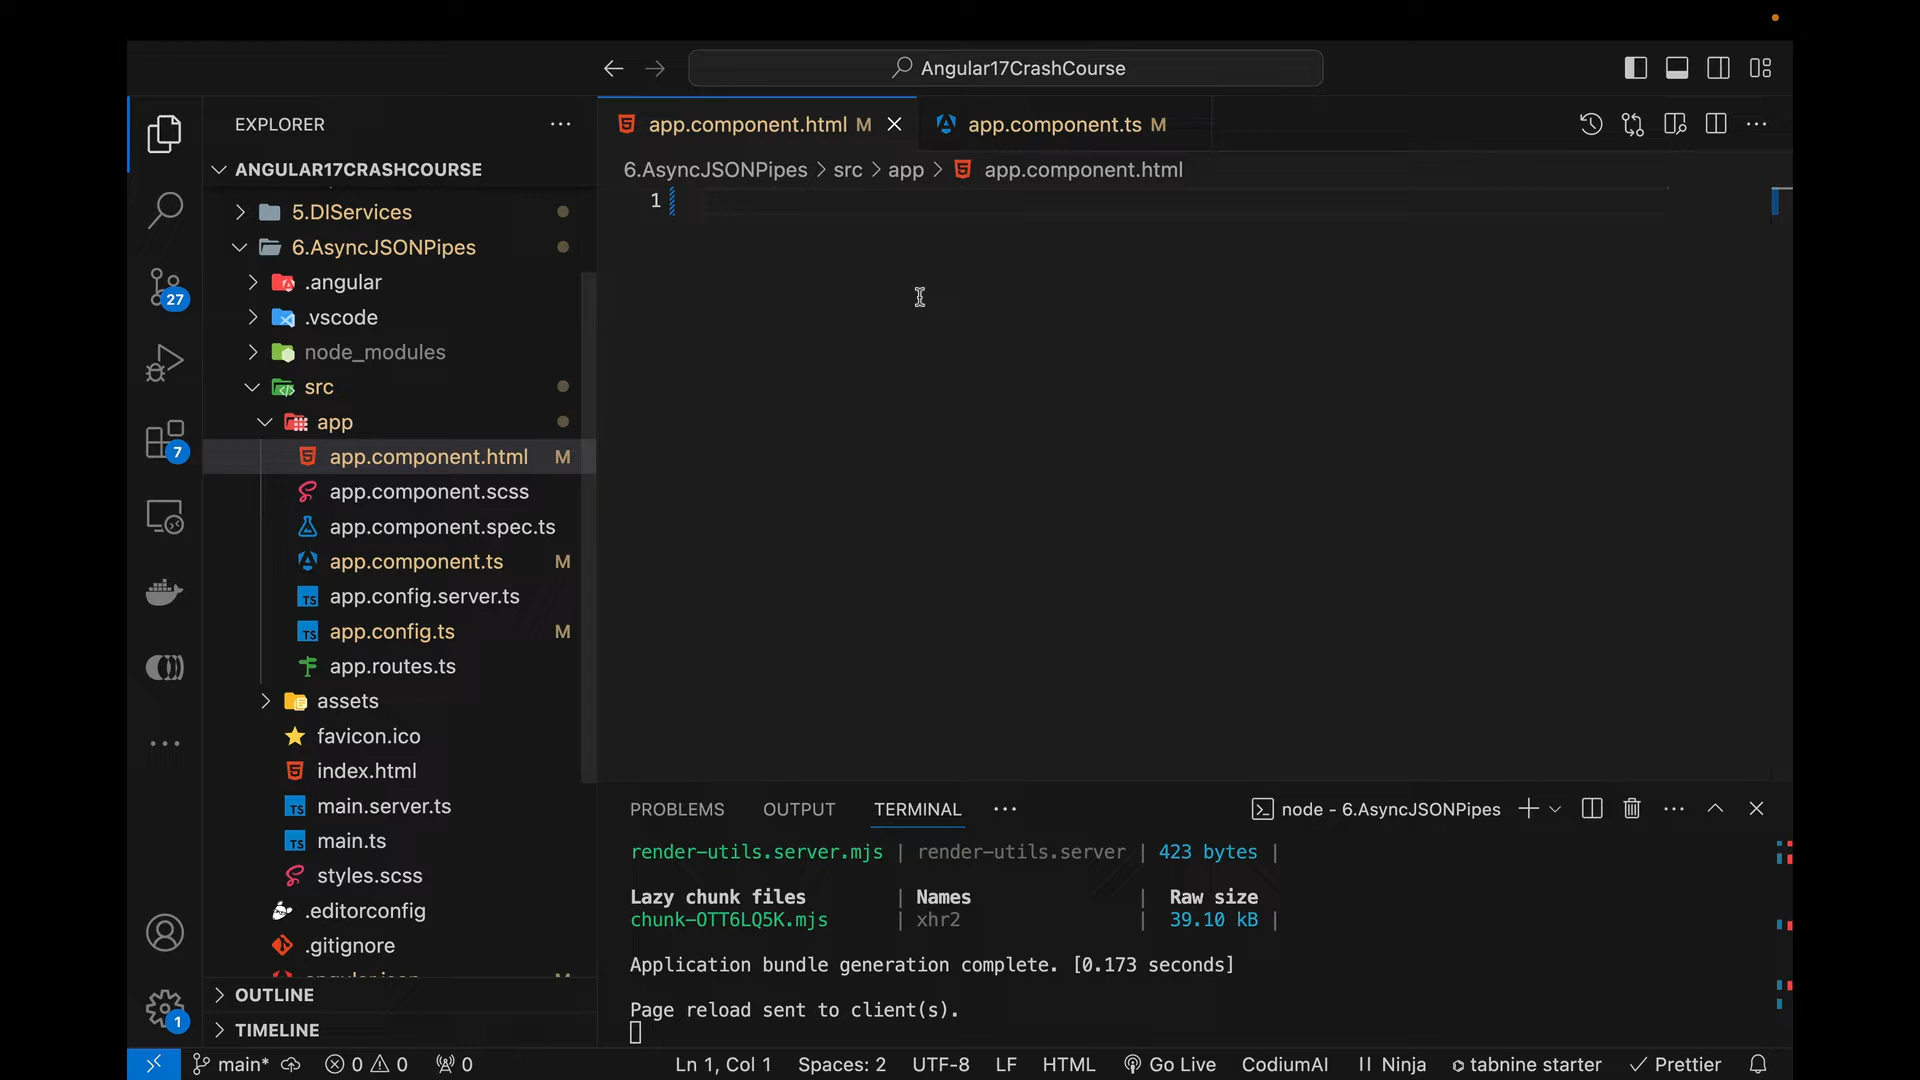 Angular17CrashCourse
EXPLORER
ANGULAR17CRASHCOURSE
5.DIServices
6.AsyncJSONPipes
.angular
.vscode
node_modules
src
app
app.component.html M
app.component.scss
app.component.spec.ts
app.component.ts M
app.config.server.ts
app.config.ts M
app.routes.ts
assets
favicon.ico
index.html
main.server.ts
main.ts
styles.scss
.editorconfig
.gitignore
angular.json M
OUTLINE
TIMELINE
27
7
1
app.component.html M
app.component.ts M
6.AsyncJSONPipes > src > app > app.component.html
1
PROBLEMS OUTPUT TERMINAL
node - 6.AsyncJSONPipes
render-utils.server.mjs | render-utils.server | 423 bytes |
Lazy chunk files | Names | Raw size
chunk-OTT6LQ5K.mjs | xhr2 | 39.10 kB |
Application bundle generation complete. [0.173 seconds]
Page reload sent to client(s).
main* 0 0 0 Ln 1, Col 1 Spaces: 2 UTF-8 LF HTML Go Live CodiumAI Ninja tabnine starter Prettier